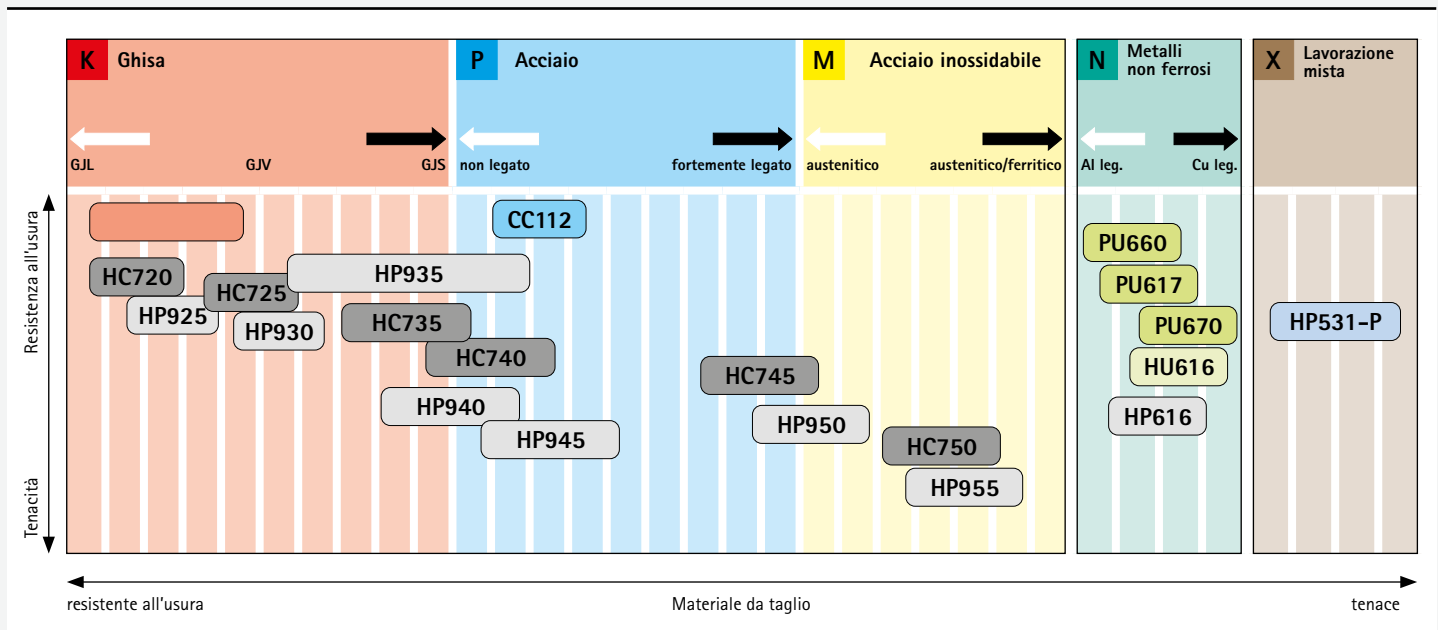 K Ghisa
P Acciaio
M Acciaio inossidabile
N Metalli
non ferrosi
X Lavorazione
mista
GJL GJV GJS
non legato fortemente legato
austenitico austenitico/ferritico
Al leg. Cu leg.
Resistenza all'usura
Tenacità
CC112
HC720
HP935
HC725
HP925
HP930
HC735
HC740
HP940
HP945
HC745
HP950
HC750
HP955
PU660
PU617
PU670
HU616
HP616
HP531-P
resistente all'usura Materiale da taglio tenace